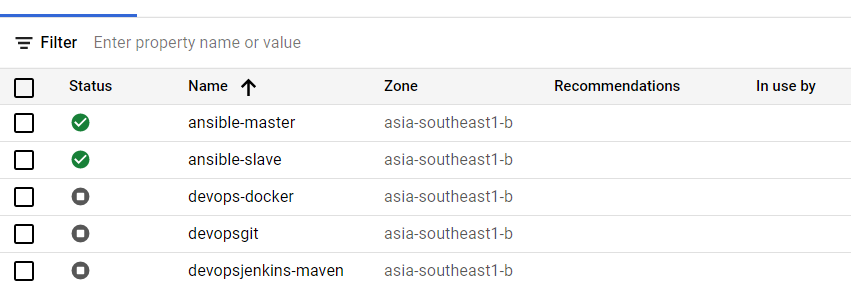 Filter Enter property name or value
Status Name Zone Recommendations In use by
ansible-master asia-southeast1-b
ansible-slave asia-southeast1-b
devops-docker asia-southeast1-b
devopsgit asia-southeast1-b
devopsjenkins-maven asia-southeast1-b